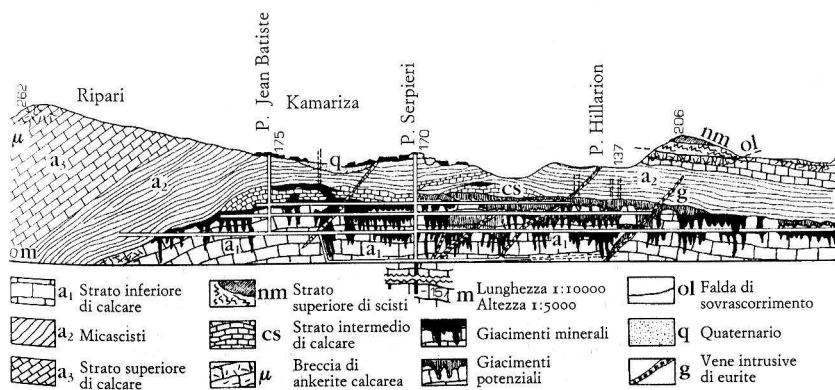 P. Jean Batiste
P. Serpieri
P. Hillarion
262
Ripari
Kamariza
175
170
137
206
nm
ol
μ
a3
a2
q
cs
a2
g
0 m
a1
a1
a1
-157
a1 Strato inferiore
di calcare
a2 Micascisti
a3 Strato superiore
di calcare
nm Strato
superiore di scisti
cs Strato intermedio
di calcare
μ Breccia di
ankerite calcarea
m Lunghezza 1:10000
Altezza 1:5000
Giacimenti minerali
Giacimenti
potenziali
ol Falda di
sovrascorrimento
q Quaternario
g Vene intrusive
di eurite